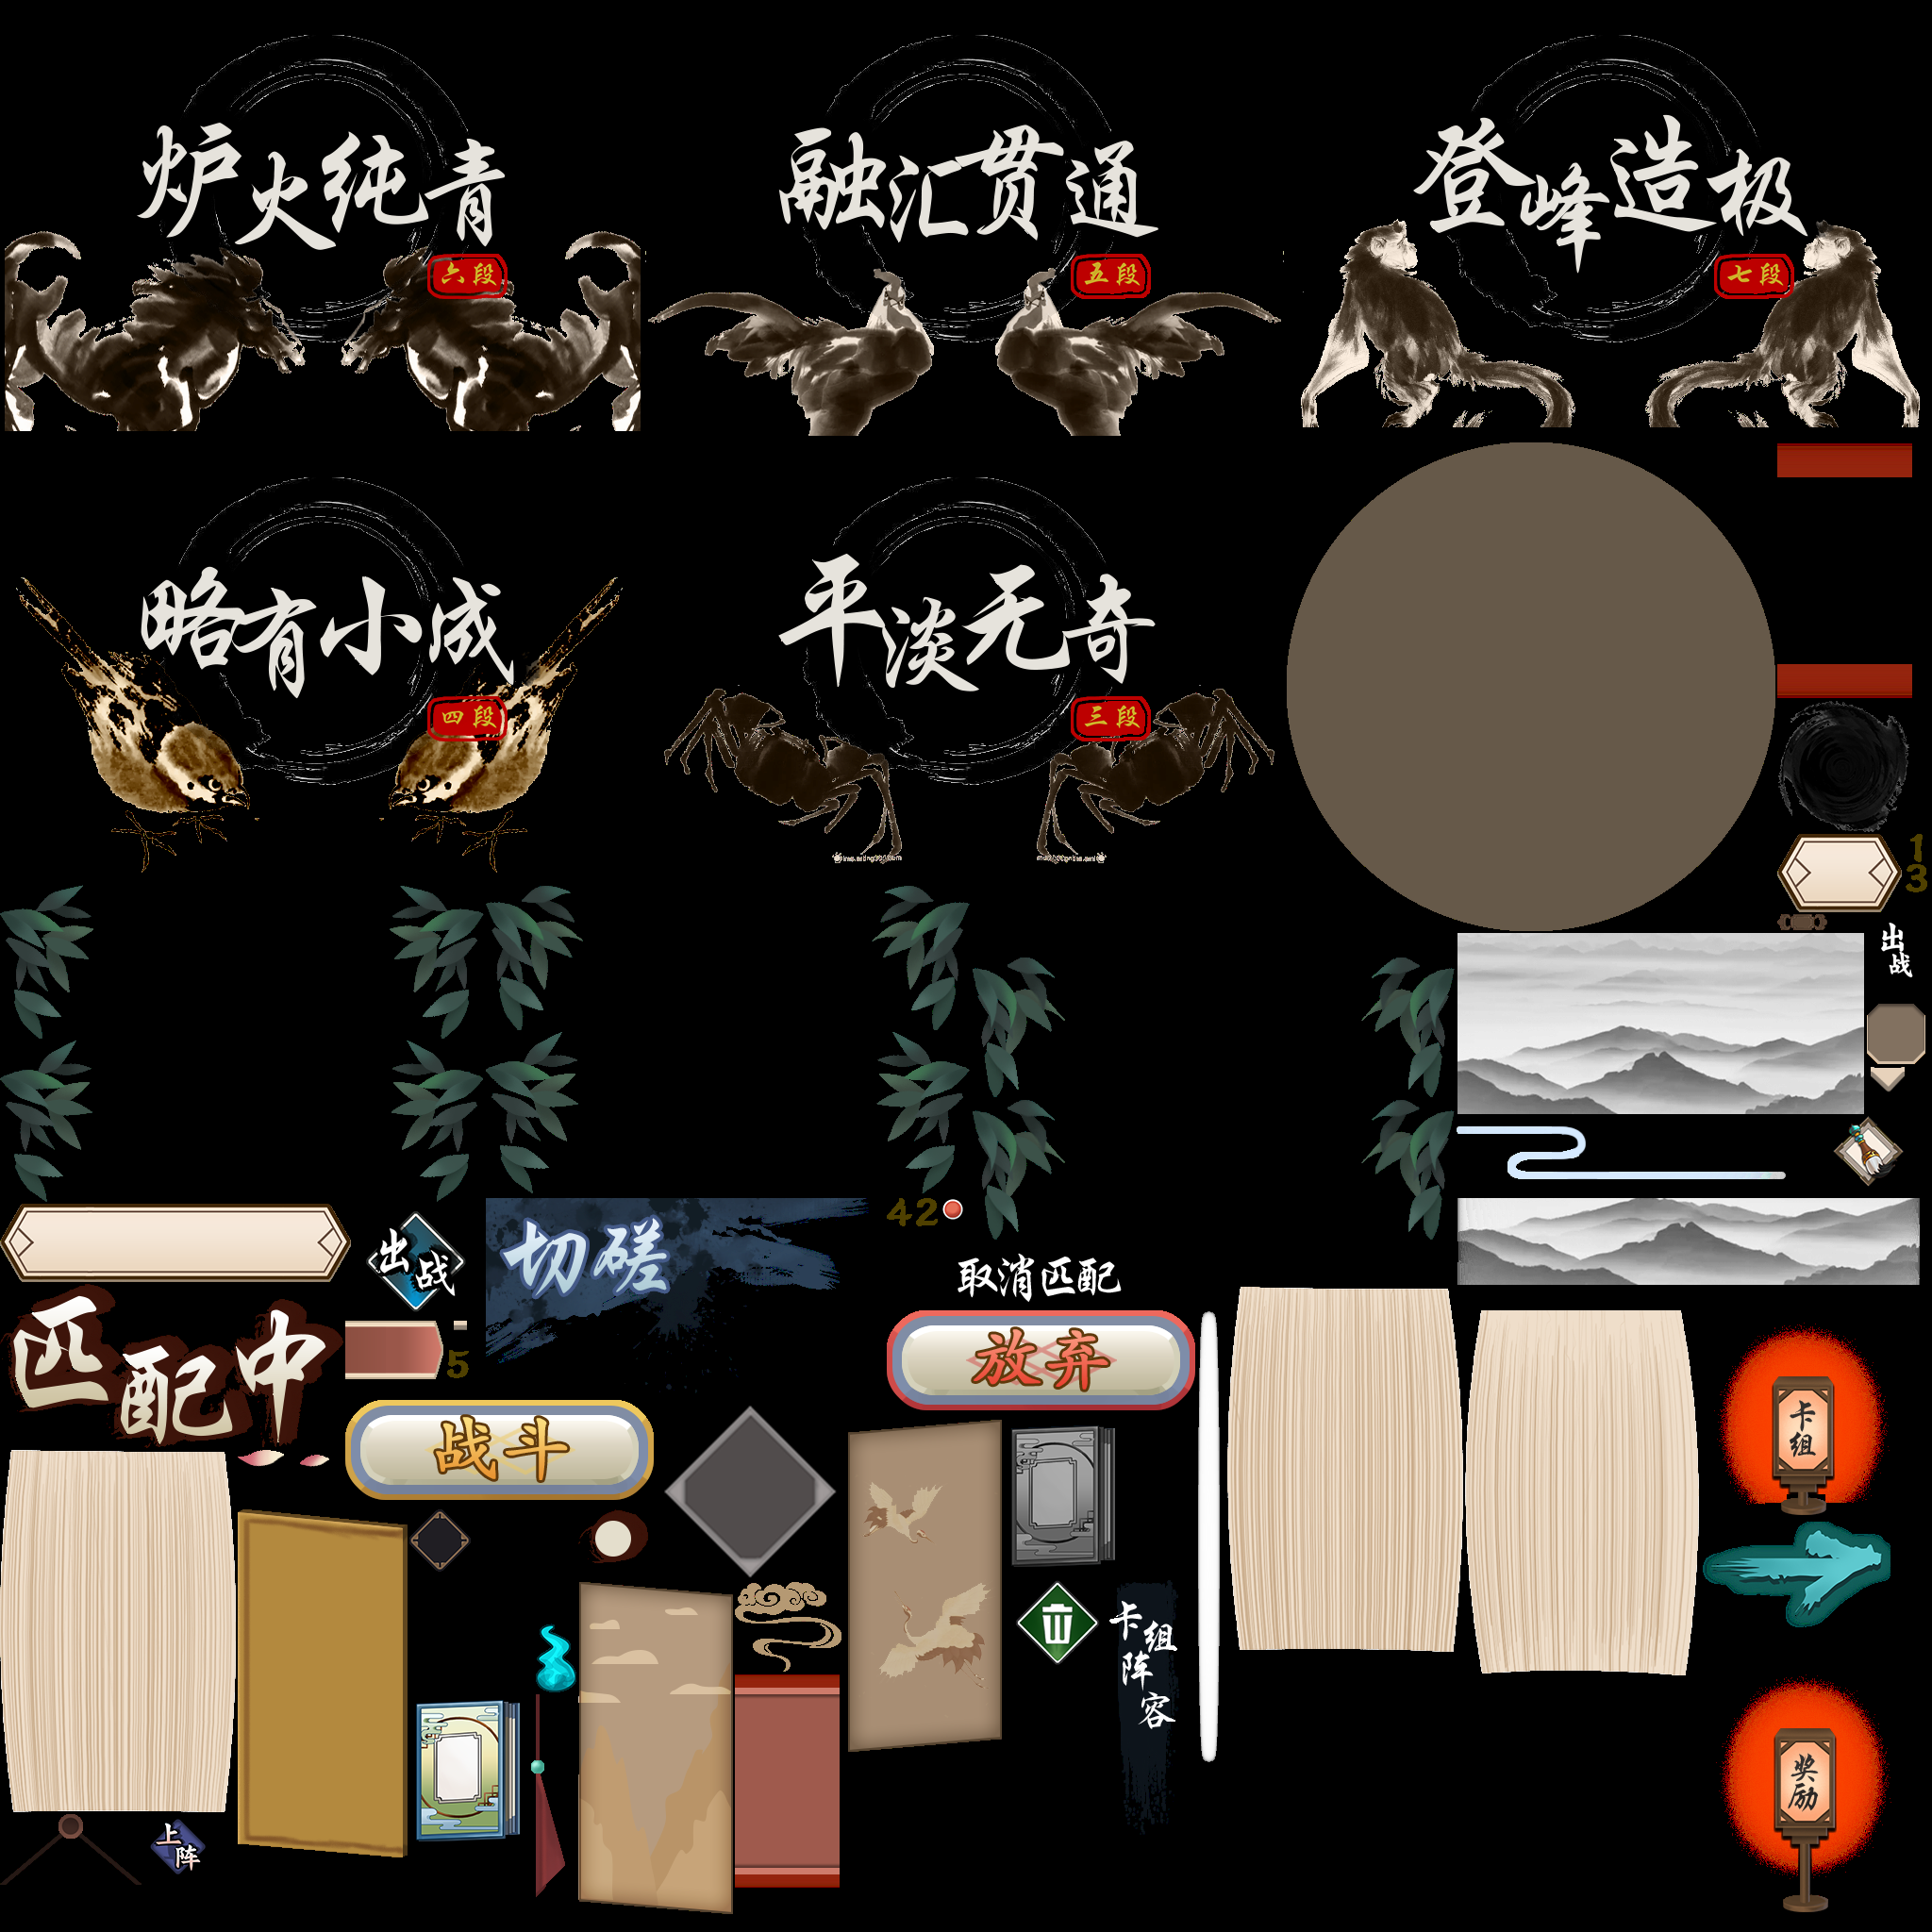 炉火纯青
六段
融汇贯通
五段
登峰造极
七段
略有小成
四段
平淡无奇
三段
1
3
出战
出战
切磋
42
取消匹配
匹配中
5
放弃
战斗
卡组
卡组阵容
上阵
奖励